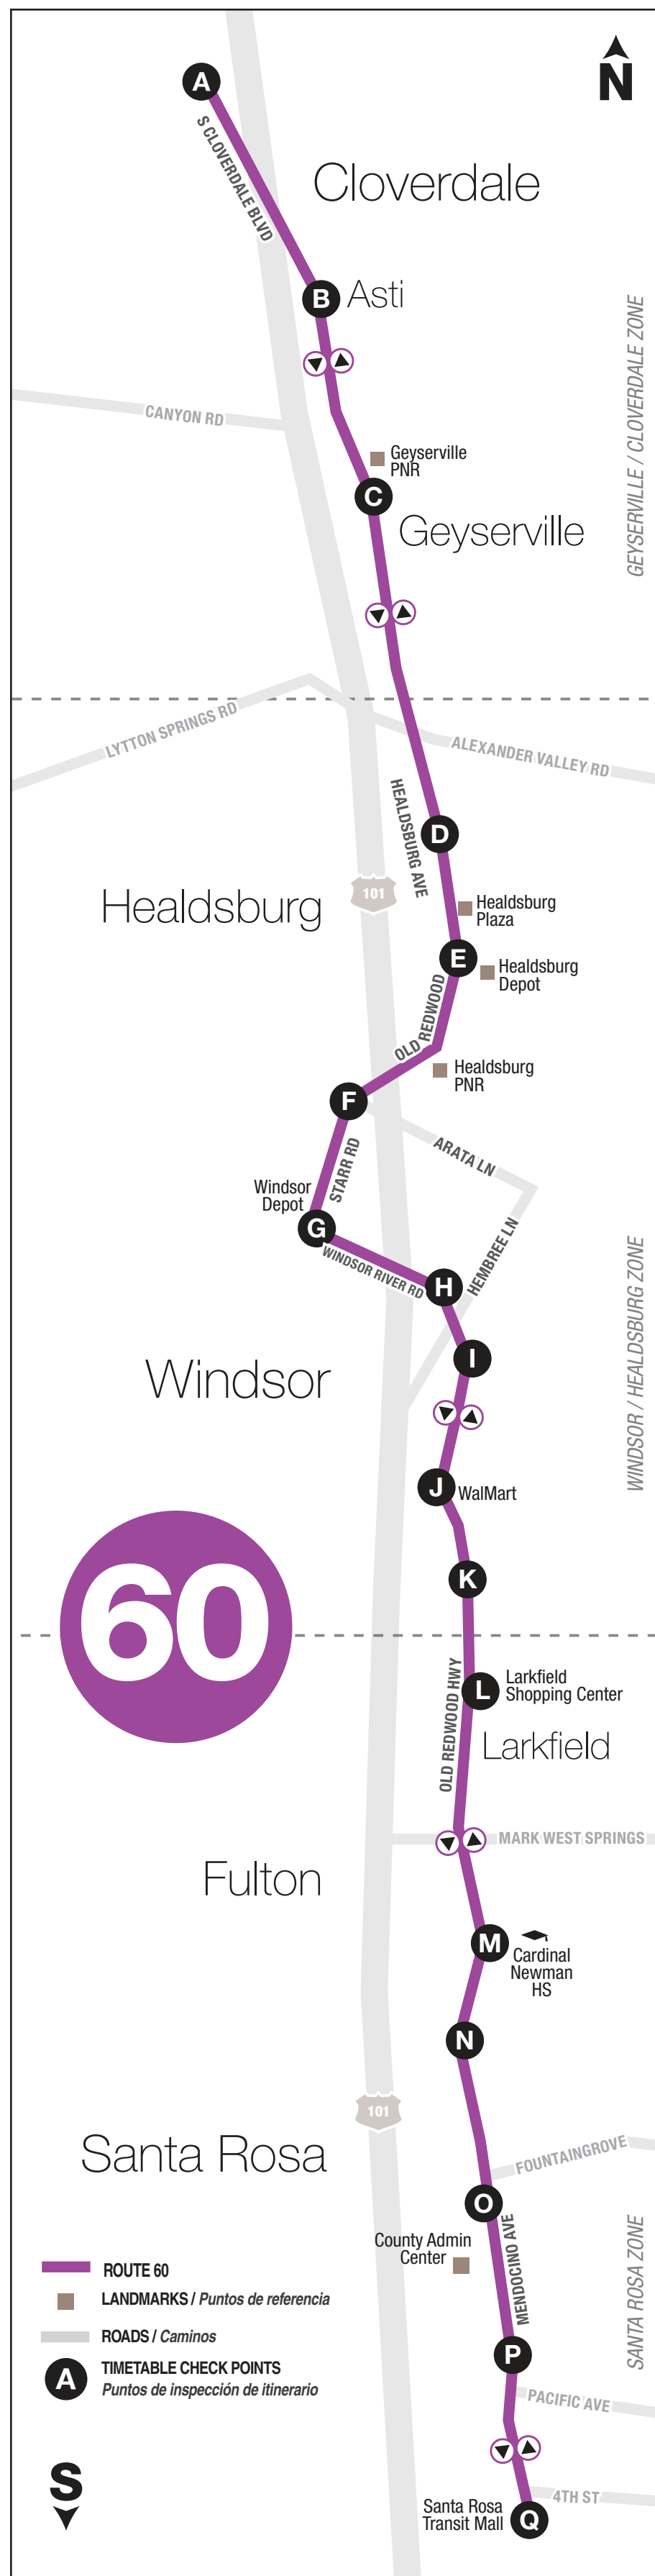 A
N
S CLOVERDALE BLVD
Cloverdale
B
Asti
GEYSERVILLE / CLOVERDALE ZONE
CANYON RD
Geyserville
PNR
C
Geyserville
LYTTON SPRINGS RD
ALEXANDER VALLEY RD
HEALDSBURG AVE
D
Healdsburg
101
Healdsburg
Plaza
E
Healdsburg
Depot
OLD REDWOOD
Healdsburg
PNR
F
ARATA LN
STARR RD
Windsor
Depot
G
WINDSOR RIVER RD
HEMBREE LN
H
WINDSOR / HEALDSBURG ZONE
I
Windsor
J
WalMart
60
K
OLD REDWOOD HWY
L
Larkfield
Shopping Center
Larkfield
MARK WEST SPRINGS
Fulton
M
Cardinal
Newman
HS
N
101
Santa Rosa
FOUNTAINGROVE
O
County Admin
Center
MENDOCINO AVE
SANTA ROSA ZONE
ROUTE 60
LANDMARKS / Puntos de referencia
ROADS / Caminos
A
TIMETABLE CHECK POINTS
Puntos de inspección de itinerario
P
PACIFIC AVE
S
4TH ST
Santa Rosa
Transit Mall
Q